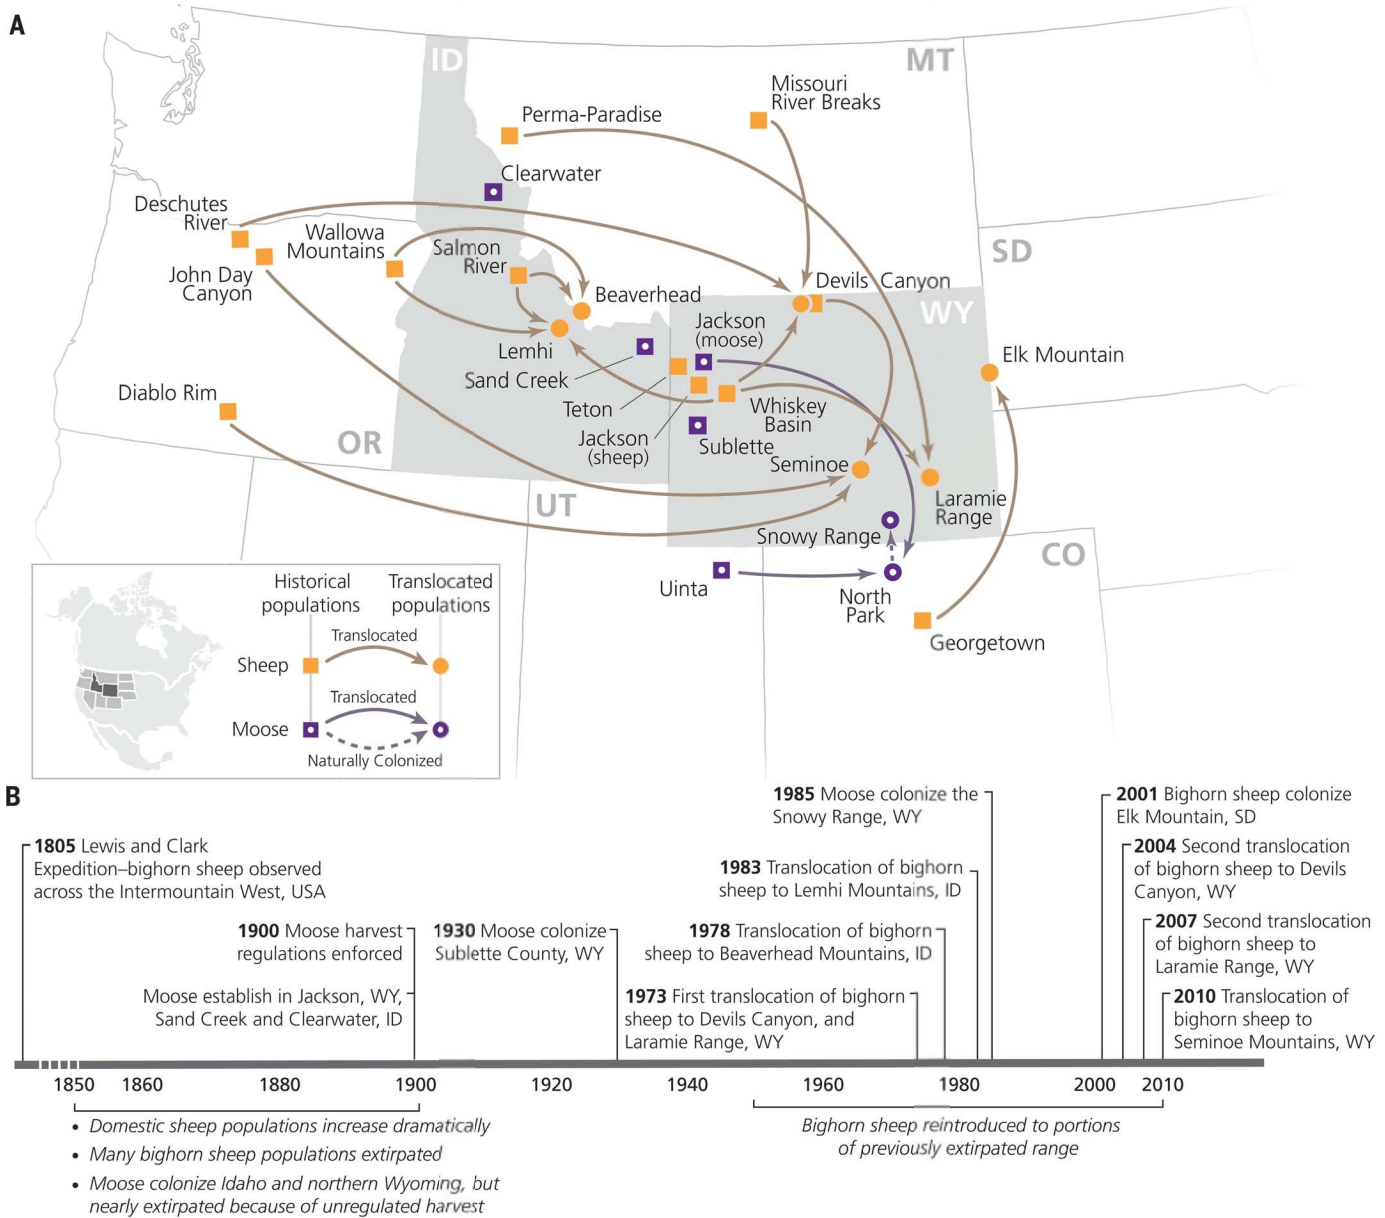 A
ID
MT
Missouri
River Breaks
Perma-Paradise
Clearwater
Deschutes
River
Wallowa
Mountains
Salmon
River
SD
John Day
Canyon
Devils Canyon
Beaverhead
WY
Jackson
(moose)
Lemhi
Elk Mountain
Sand Creek
Diablo Rim
Teton
Whiskey
Basin
Jackson
(sheep)
OR
Sublette
Seminoe
UT
Laramie
Range
Snowy Range
CO
Uinta
North
Park
Georgetown
Historical
populations
Translocated
populations
Translocated
Sheep
Translocated
Moose
Naturally Colonized
B
1985 Moose colonize the
Snowy Range, WY
2001 Bighorn sheep colonize
Elk Mountain, SD
1805 Lewis and Clark
Expedition–bighorn sheep observed
across the Intermountain West, USA
2004 Second translocation
of bighorn sheep to Devils
Canyon, WY
1983 Translocation of bighorn
sheep to Lemhi Mountains, ID
1900 Moose harvest
regulations enforced
1930 Moose colonize
Sublette County, WY
1978 Translocation of bighorn
sheep to Beaverhead Mountains, ID
2007 Second translocation
of bighorn sheep to
Laramie Range, WY
Moose establish in Jackson, WY,
Sand Creek and Clearwater, ID
1973 First translocation of bighorn
sheep to Devils Canyon, and
Laramie Range, WY
2010 Translocation of
bighorn sheep to
Seminoe Mountains, WY
1850 1860 1880 1900 1920 1940 1960 1980 2000 2010
• Domestic sheep populations increase dramatically
• Many bighorn sheep populations extirpated
• Moose colonize Idaho and northern Wyoming, but
nearly extirpated because of unregulated harvest
Bighorn sheep reintroduced to portions
of previously extirpated range